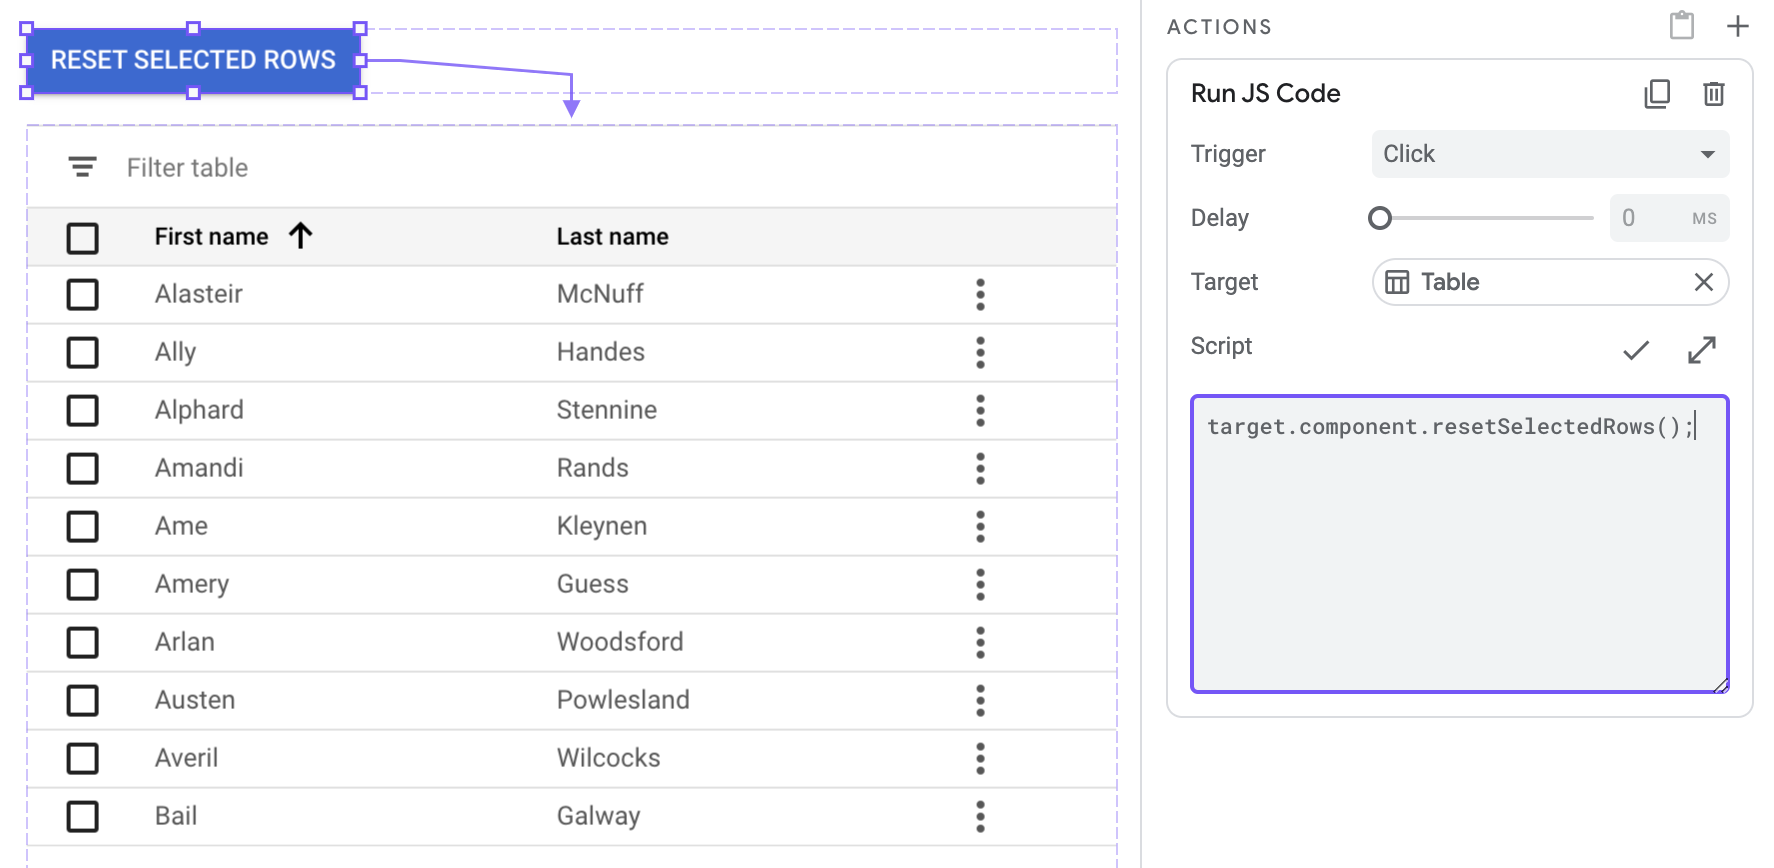 RESET SELECTED ROWS
Filter table
First name Last name
Alasteir McNuff
Ally Handes
Alphard Stennine
Amandi Rands
Ame Kleynen
Amery Guess
Arlan Woodsford
Austen Powlesland
Averil Wilcocks
Bail Galway
ACTIONS
Run JS Code
Trigger Click
Delay 0 MS
Target Table
Script
target.component.resetSelectedRows();